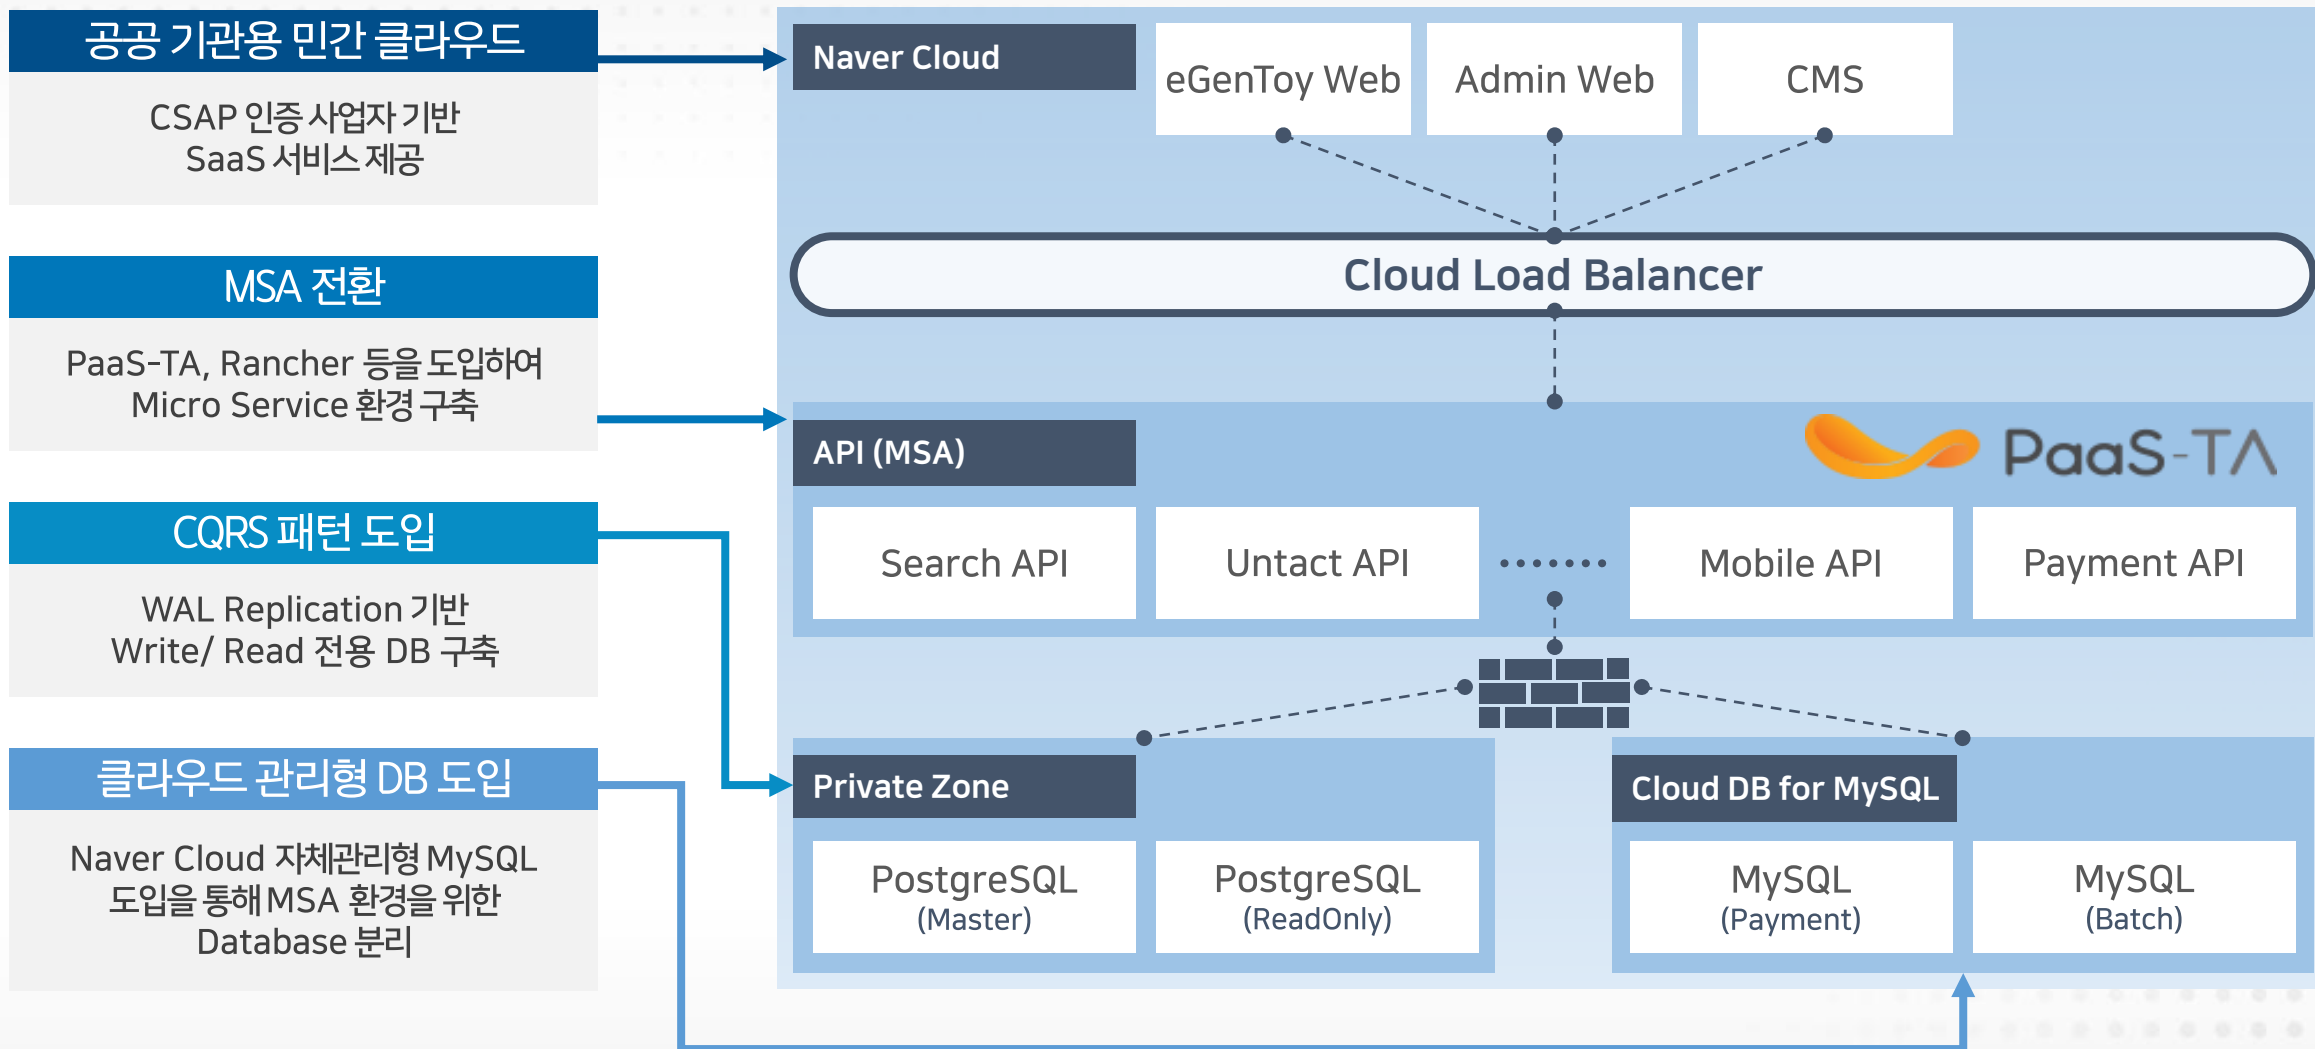 공공 기관용 민간 클라우드
CSAP 인증 사업자 기반
SaaS 서비스 제공
MSA 전환
PaaS-TA, Rancher 등을 도입하여
Micro Service 환경 구축
CQRS 패턴 도입
WAL Replication 기반
Write/ Read 전용 DB 구축
클라우드 관리형 DB 도입
Naver Cloud 자체관리형 MySQL
도입을 통해 MSA 환경을 위한
Database 분리
Naver Cloud
eGenToy Web
Admin Web
CMS
Cloud Load Balancer
API (MSA)
PaaS-TA
Search API
Untact API
Mobile API
Payment API
Private Zone
PostgreSQL
(Master)
PostgreSQL
(ReadOnly)
Cloud DB for MySQL
MySQL
(Payment)
MySQL
(Batch)